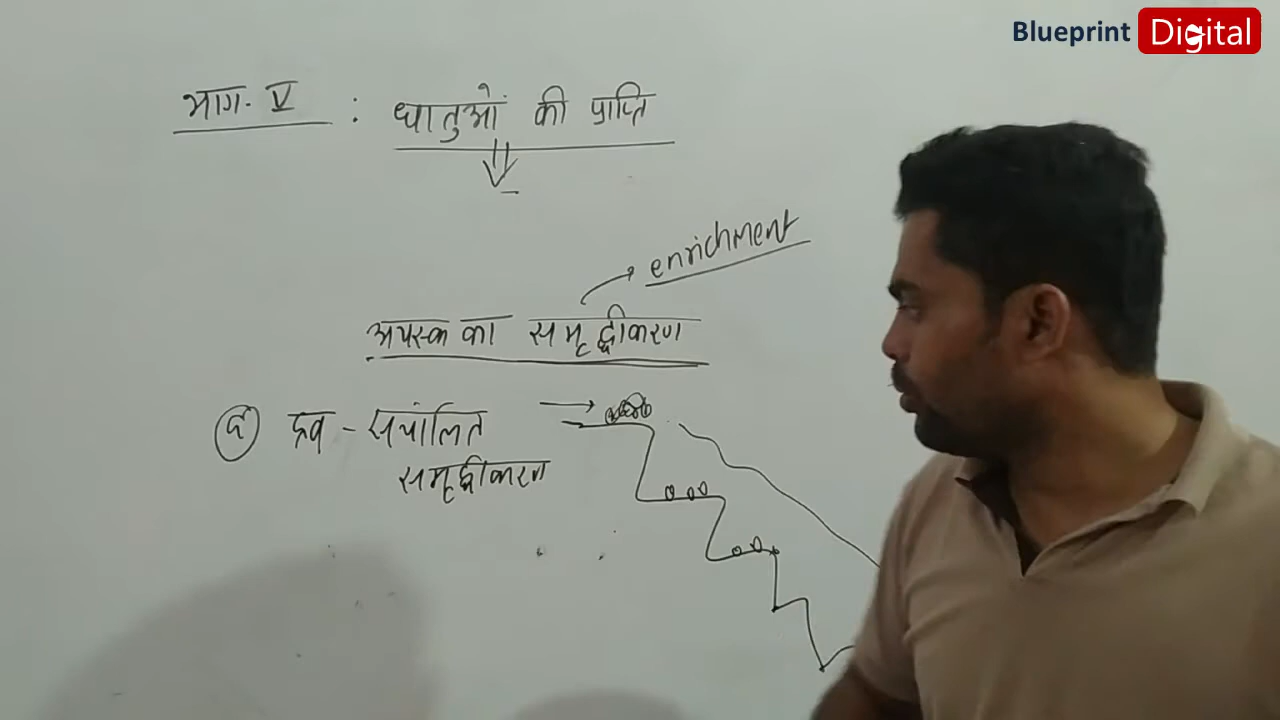 Blueprint Digital
भाग- V : धातुओं की प्राप्ति
enrichment
अयस्क का समृद्धीकरण
द्रव - संचालित
समृद्धीकरण